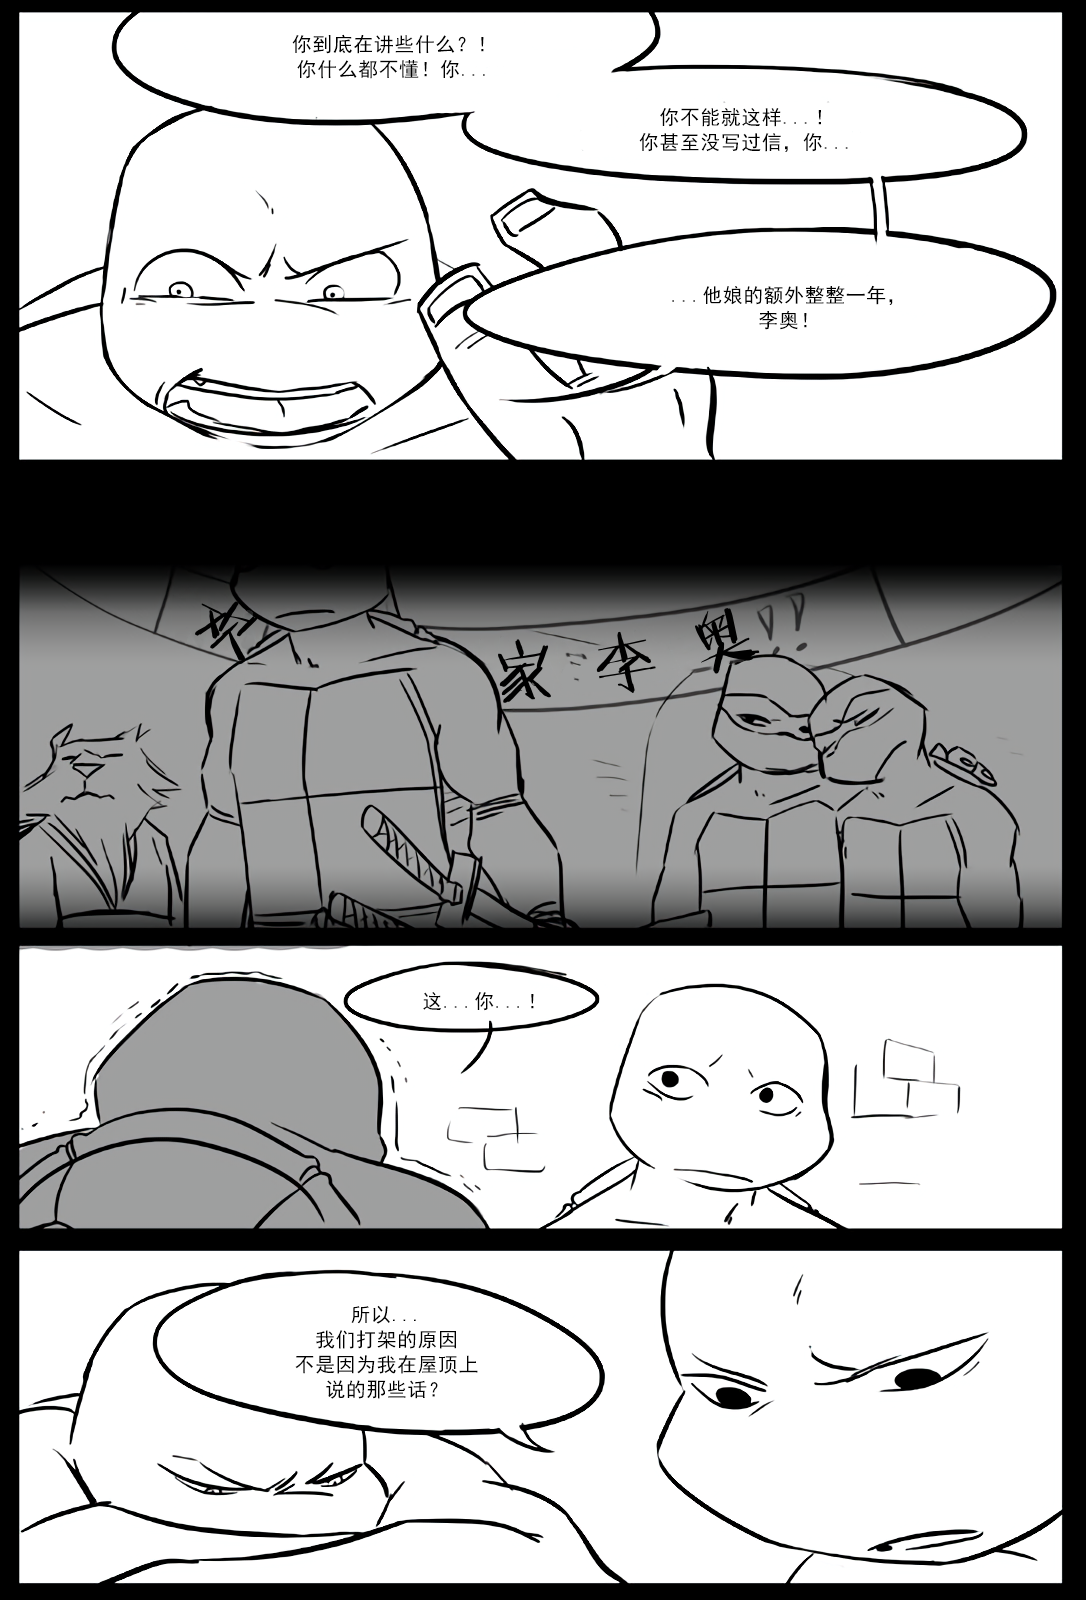 你到底在讲些什么？！
你什么都不懂！你...
你不能就这样...！
你甚至没写过信，你...
...他娘的额外整整一年，
李奥！
家李奥！！
这...你...！
所以...
我们打架的原因
不是因为我在屋顶上
说的那些话？